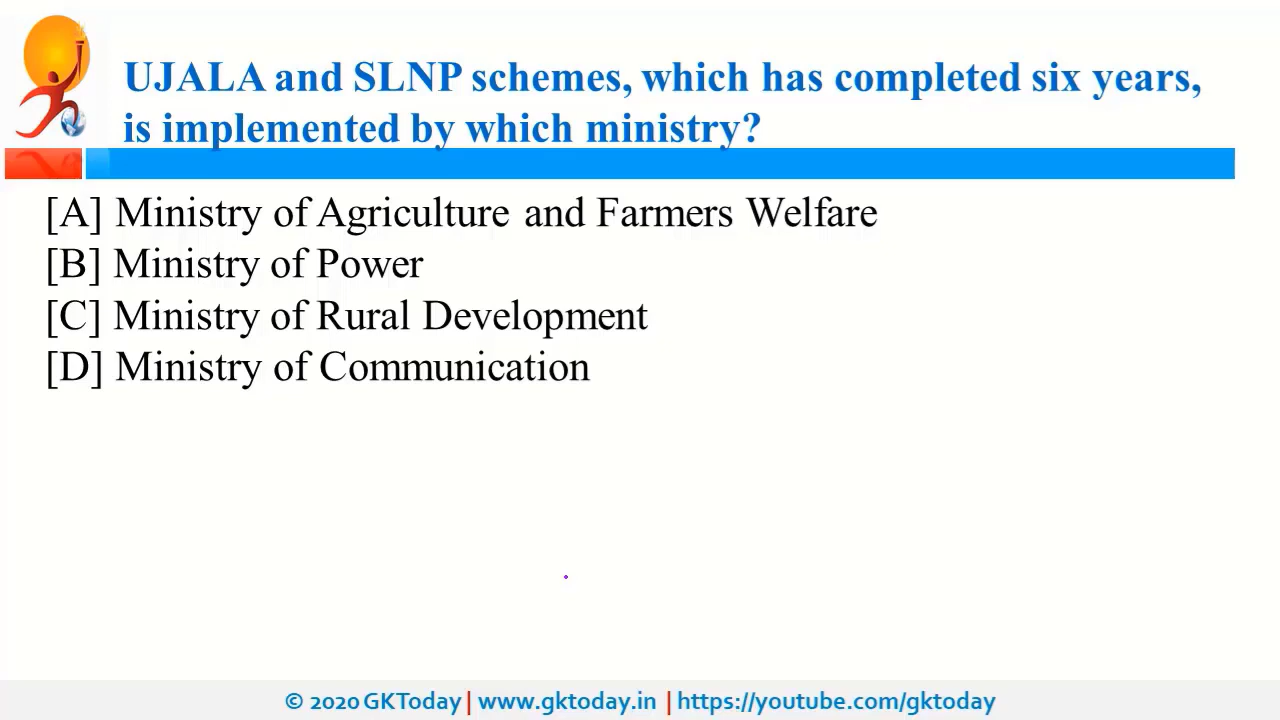 UJALA and SLNP schemes, which has completed six years,
is implemented by which ministry?
[A] Ministry of Agriculture and Farmers Welfare
[B] Ministry of Power
[C] Ministry of Rural Development
[D] Ministry of Communication
© 2020 GKToday | www.gktoday.in | https://youtube.com/gktoday